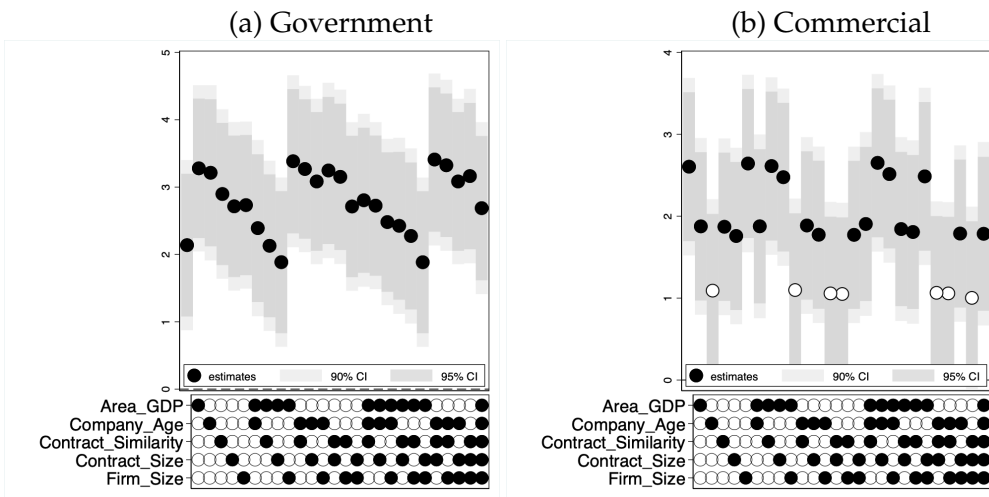 (a) Government
(b) Commercial
5
4
3
2
1
0
estimates
90% CI
95% CI
Area_GDP
Company_Age
Contract_Similarity
Contract_Size
Firm_Size
4
3
2
1
0
estimates
90% CI
95% CI
Area_GDP
Company_Age
Contract_Similarity
Contract_Size
Firm_Size